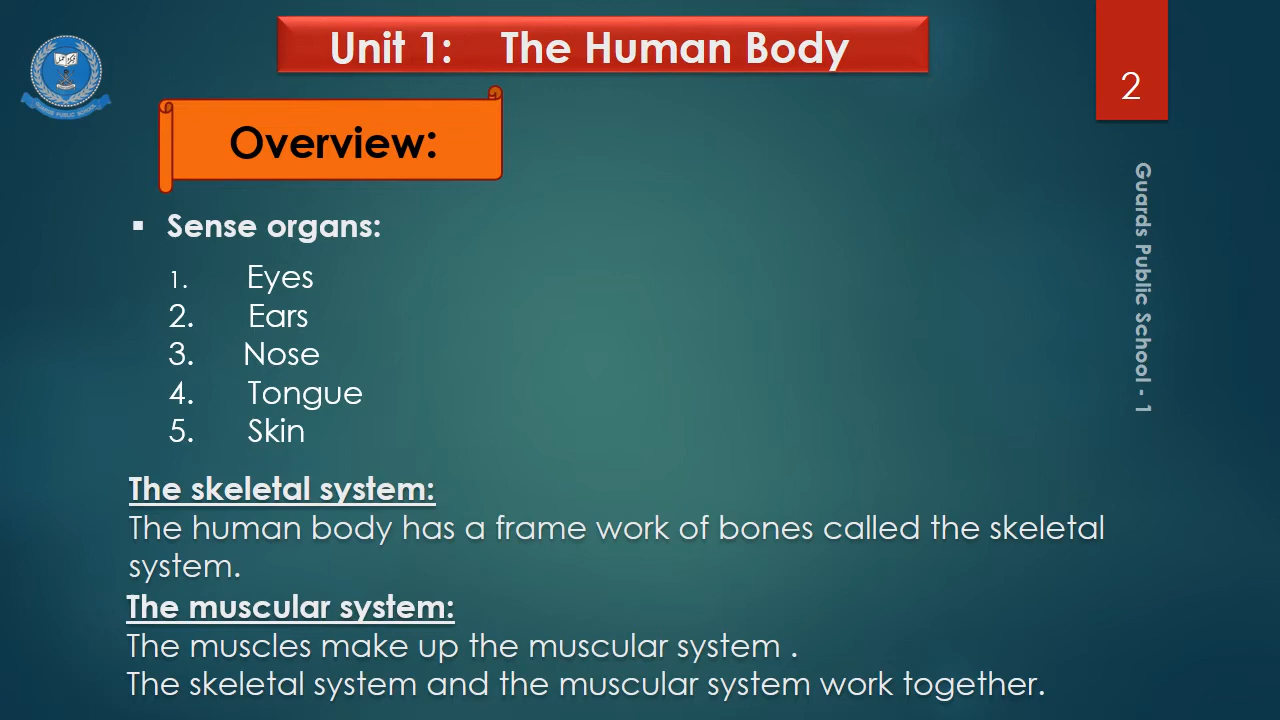 Unit 1: The Human Body
2
Overview:
▪ Sense organs:
1. Eyes
2. Ears
3. Nose
4. Tongue
5. Skin
The skeletal system:
The human body has a frame work of bones called the skeletal
system.
The muscular system:
The muscles make up the muscular system .
The skeletal system and the muscular system work together.
Guards Public School - 1